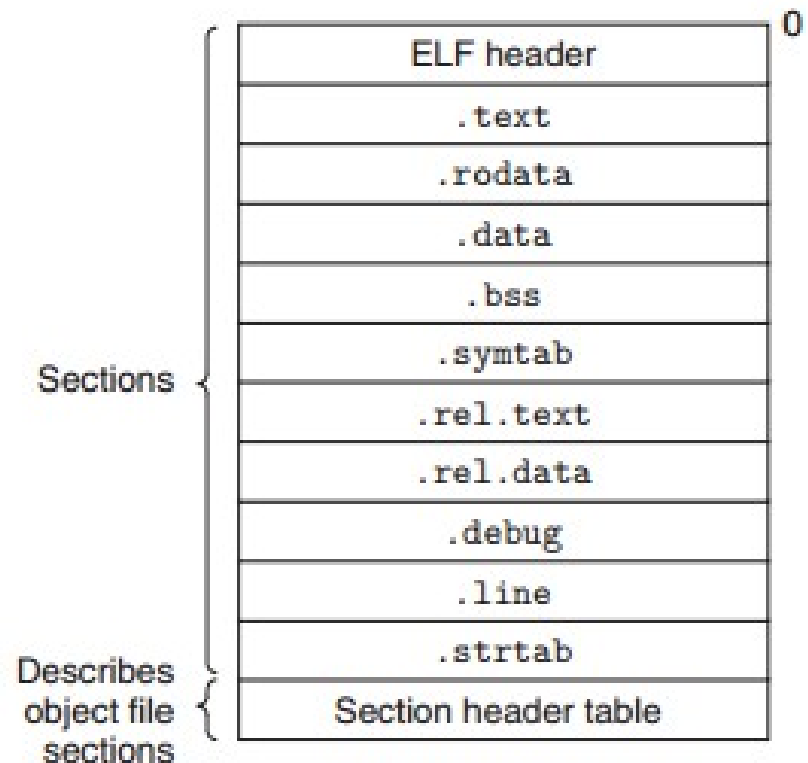 0
ELF header
.text
.rodata
.data
.bss
.symtab
.rel.text
.rel.data
.debug
.line
.strtab
Section header table
Sections
Describes
object file
sections